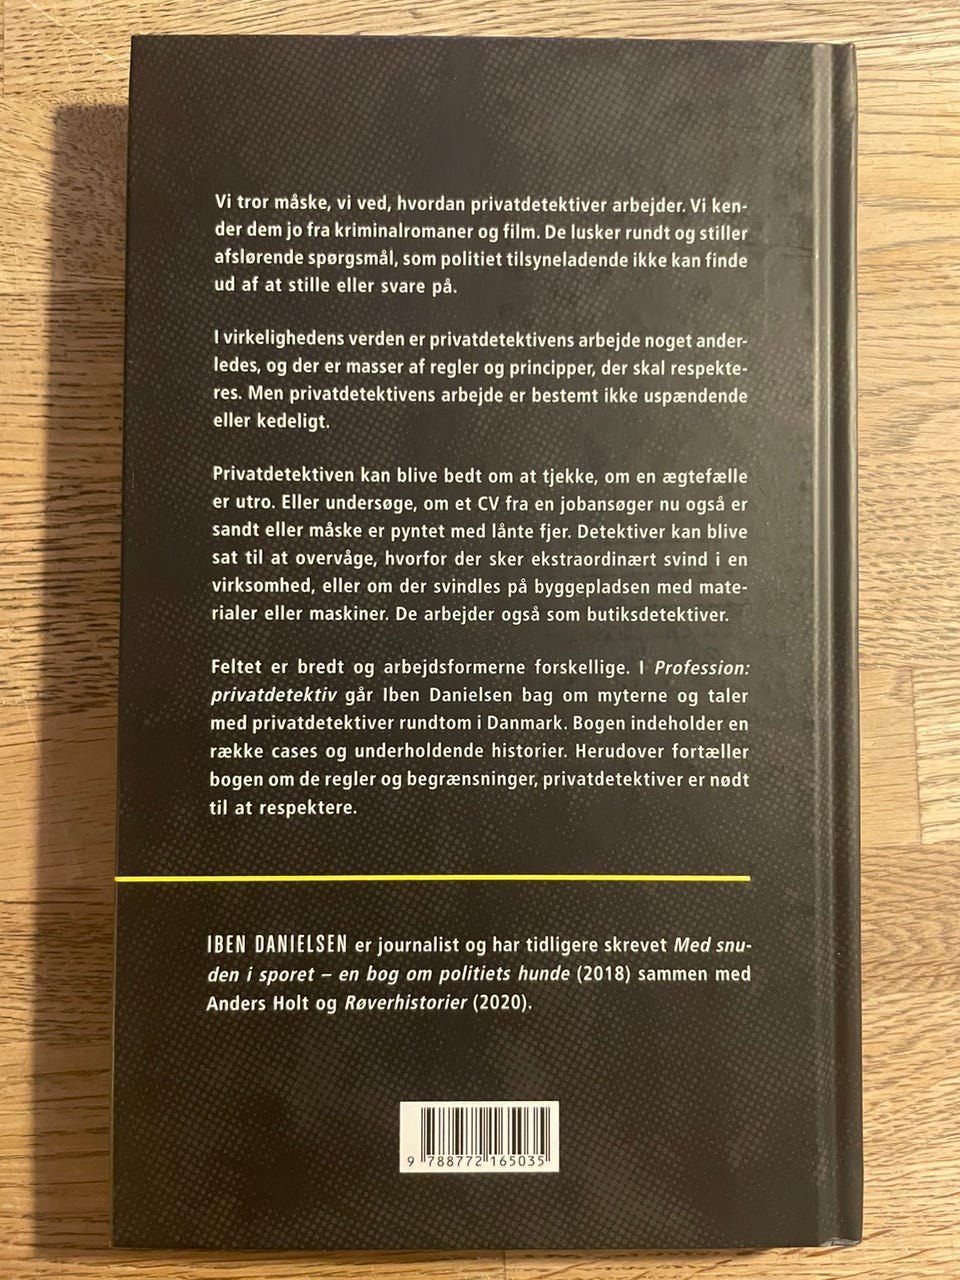 Vi tror måske, vi ved, hvordan privatdetektiver arbejder. Vi ken-
der dem jo fra kriminalromaner og film. De lusker rundt og stiller
afslørende spørgsmål, som politiet tilsyneladende ikke kan finde
ud af at stille eller svare på.
I virkelighedens verden er privatdetektivens arbejde noget ander-
ledes, og der er masser af regler og principper, der skal respekte-
res. Men privatdetektivens arbejde er bestemt ikke uspændende
eller kedeligt.
Privatdetektiven kan blive bedt om at tjekke, om en ægtefælle
er utro. Eller undersøge, om et CV fra en jobansøger nu også er
sandt eller måske er pyntet med lånte fjer. Detektiver kan blive
sat til at overvåge, hvorfor der sker ekstraordinært svind i en
virksomhed, eller om der svindles på byggepladsen med mate-
rialer eller maskiner. De arbejder også som butiksdetektiver.
Feltet er bredt og arbejdsformerne forskellige. I Profession:
privatdetektiv går Iben Danielsen bag om myterne og taler
med privatdetektiver rundtom i Danmark. Bogen indeholder en
række cases og underholdende historier. Herudover fortæller
bogen om de regler og begrænsninger, privatdetektiver er nødt
til at respektere.
IBEN DANIELSEN er journalist og har tidligere skrevet Med snu-
den i sporet – en bog om politiets hunde (2018) sammen med
Anders Holt og Røverhistorier (2020).
9 788772 165035